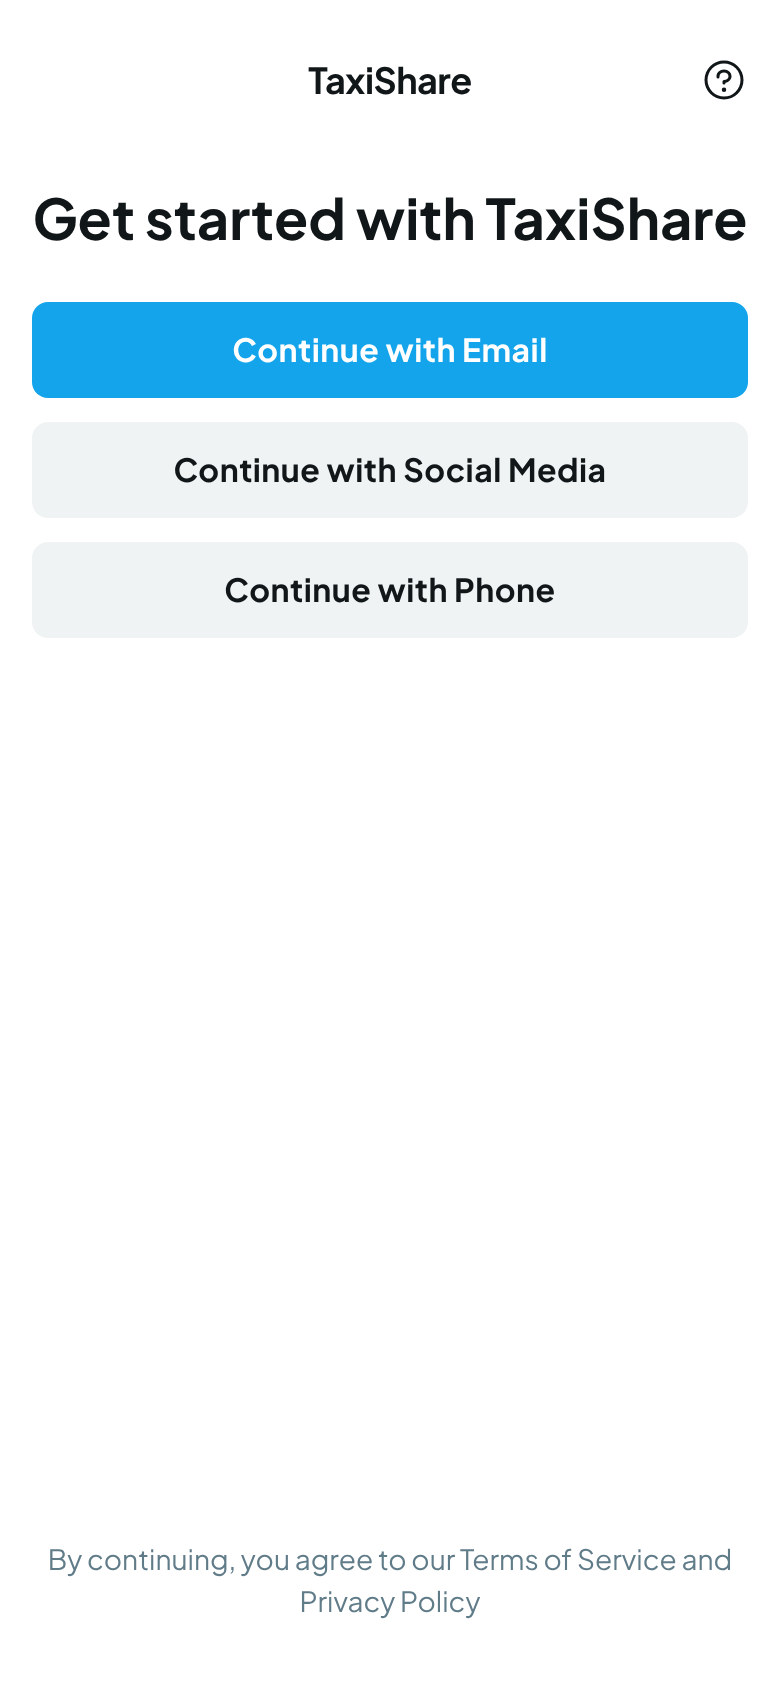 TaxiShare
Get started with TaxiShare
Continue with Email
Continue with Social Media
Continue with Phone
By continuing, you agree to our Terms of Service and
Privacy Policy